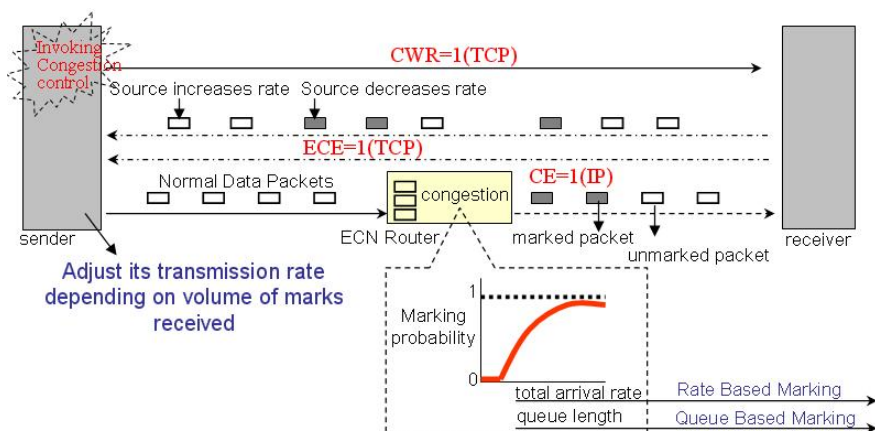 Invoking
Congestion
control
CWR=1(TCP)
Source increases rate
Source decreases rate
ECE=1(TCP)
Normal Data Packets
CE=1(IP)
congestion
sender
ECN Router
marked packet
unmarked packet
receiver
Adjust its transmission rate
depending on volume of marks
received
1
Marking
probability
0
total arrival rate
Rate Based Marking
queue length
Queue Based Marking